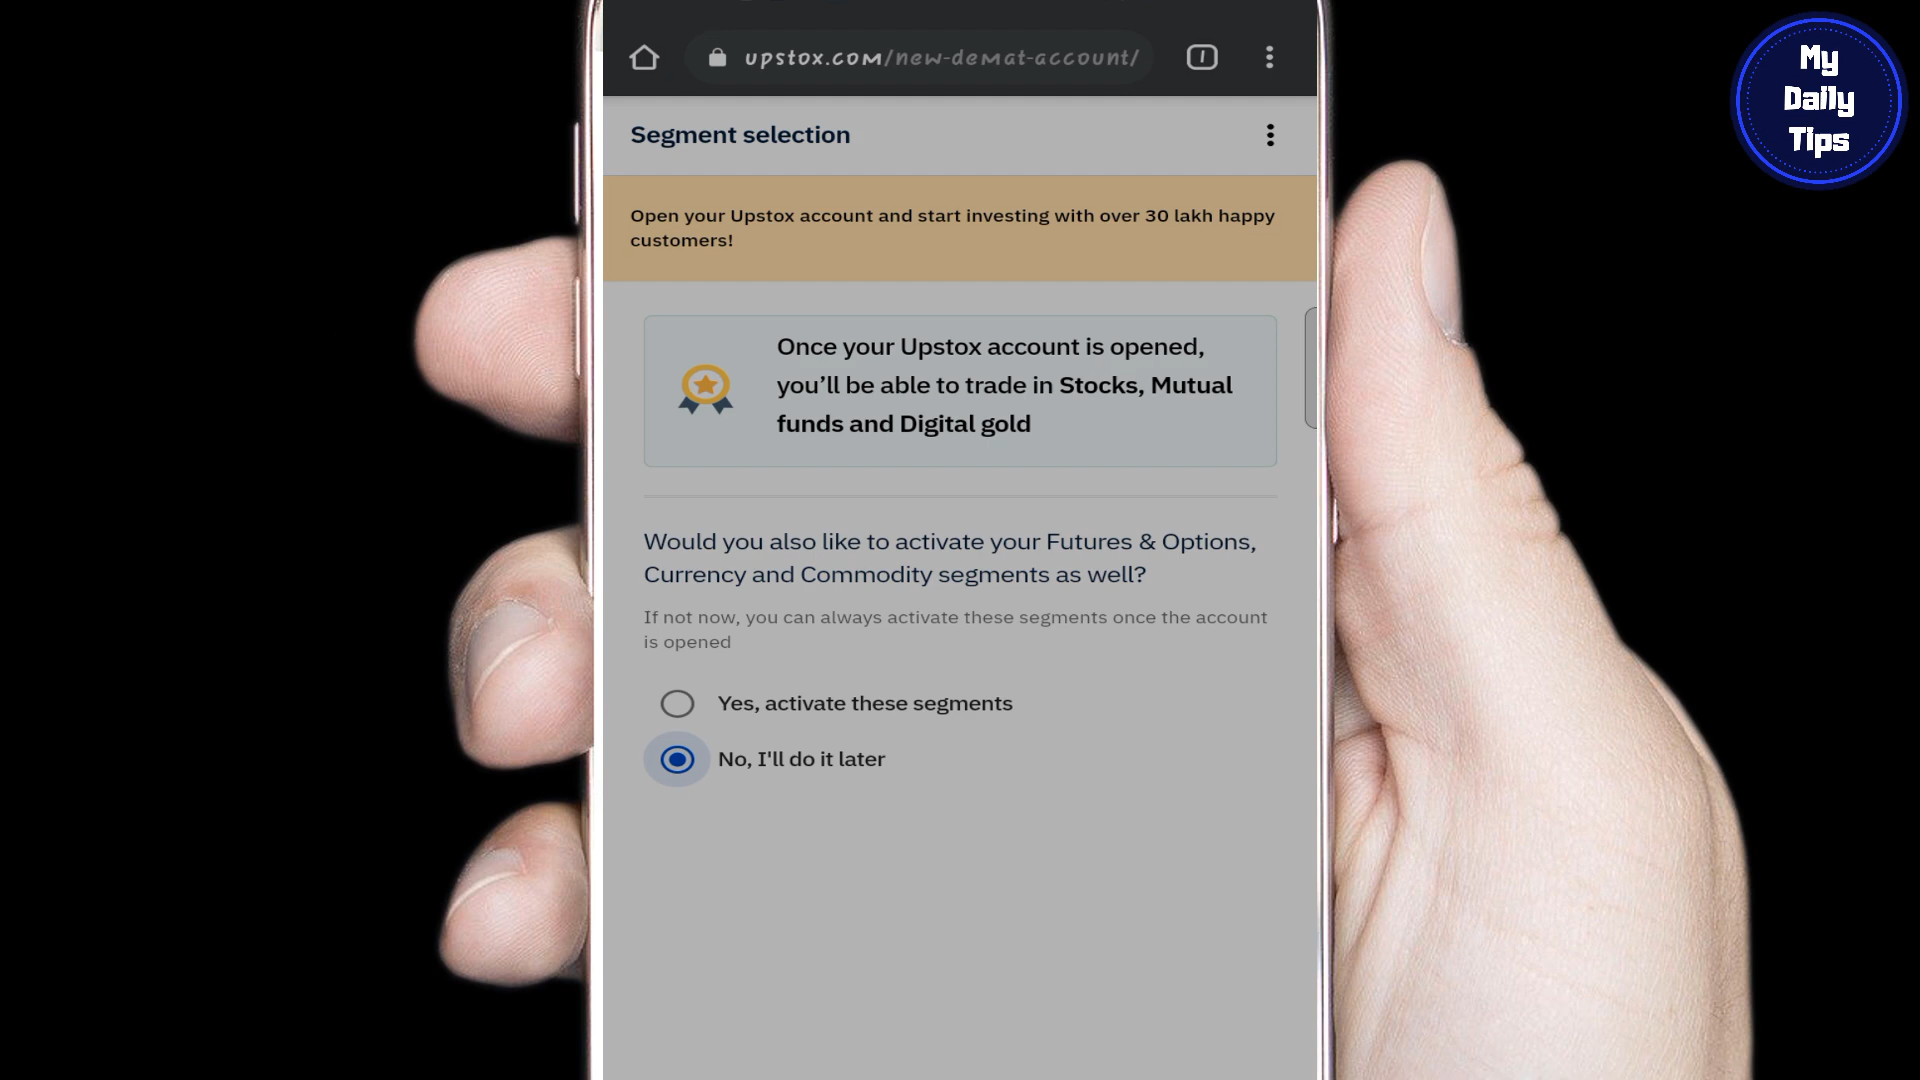 upstox.com/new-demat-account/
1
Segment selection
Open your Upstox account and start investing with over 30 lakh happy
customers!
Once your Upstox account is opened,
you'll be able to trade in Stocks, Mutual
funds and Digital gold
Would you also like to activate your Futures & Options,
Currency and Commodity segments as well?
If not now, you can always activate these segments once the account
is opened
Yes, activate these segments
No, I'll do it later
My
Daily
Tips